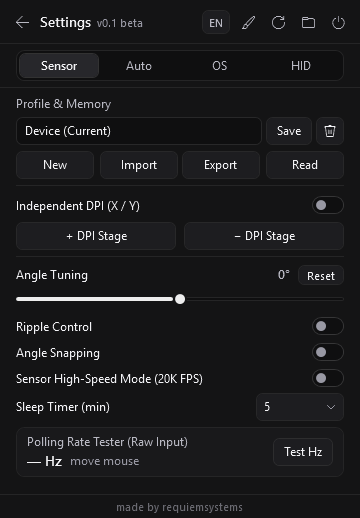 Settings v0.1 beta EN
Sensor Auto OS HID
Profile & Memory
Device (Current) Save
New Import Export Read
Independent DPI (X / Y)
+ DPI Stage − DPI Stage
Angle Tuning 0° Reset
Ripple Control
Angle Snapping
Sensor High-Speed Mode (20K FPS)
Sleep Timer (min) 5
Polling Rate Tester (Raw Input)
— Hz move mouse Test Hz
made by requiemsystems